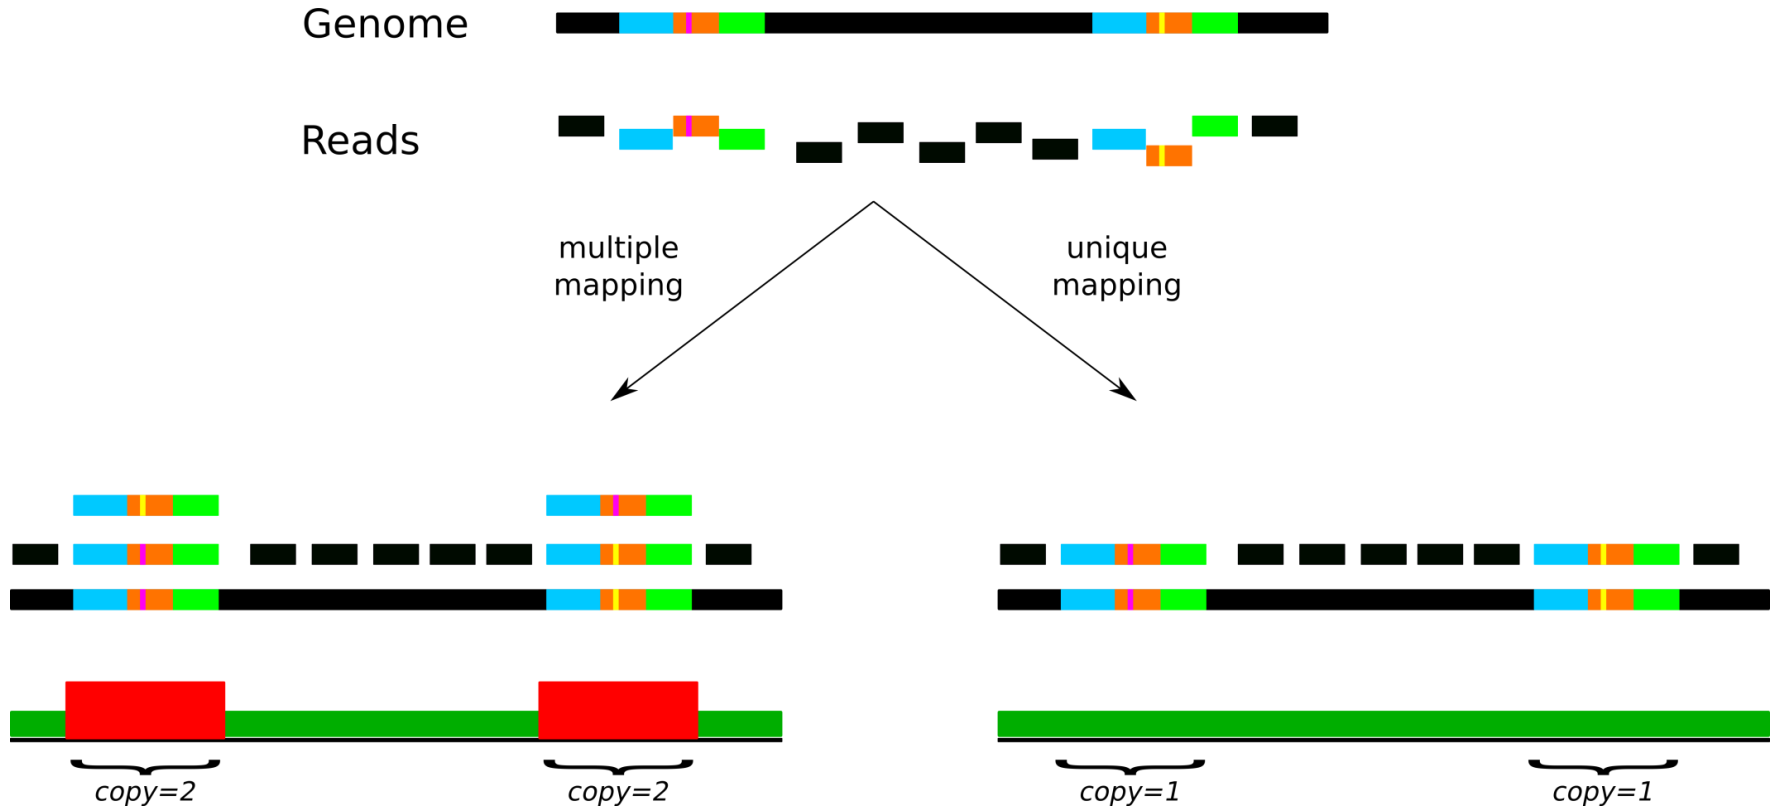 Genome
Reads
multiple
mapping
unique
mapping
copy=2
copy=2
copy=1
copy=1